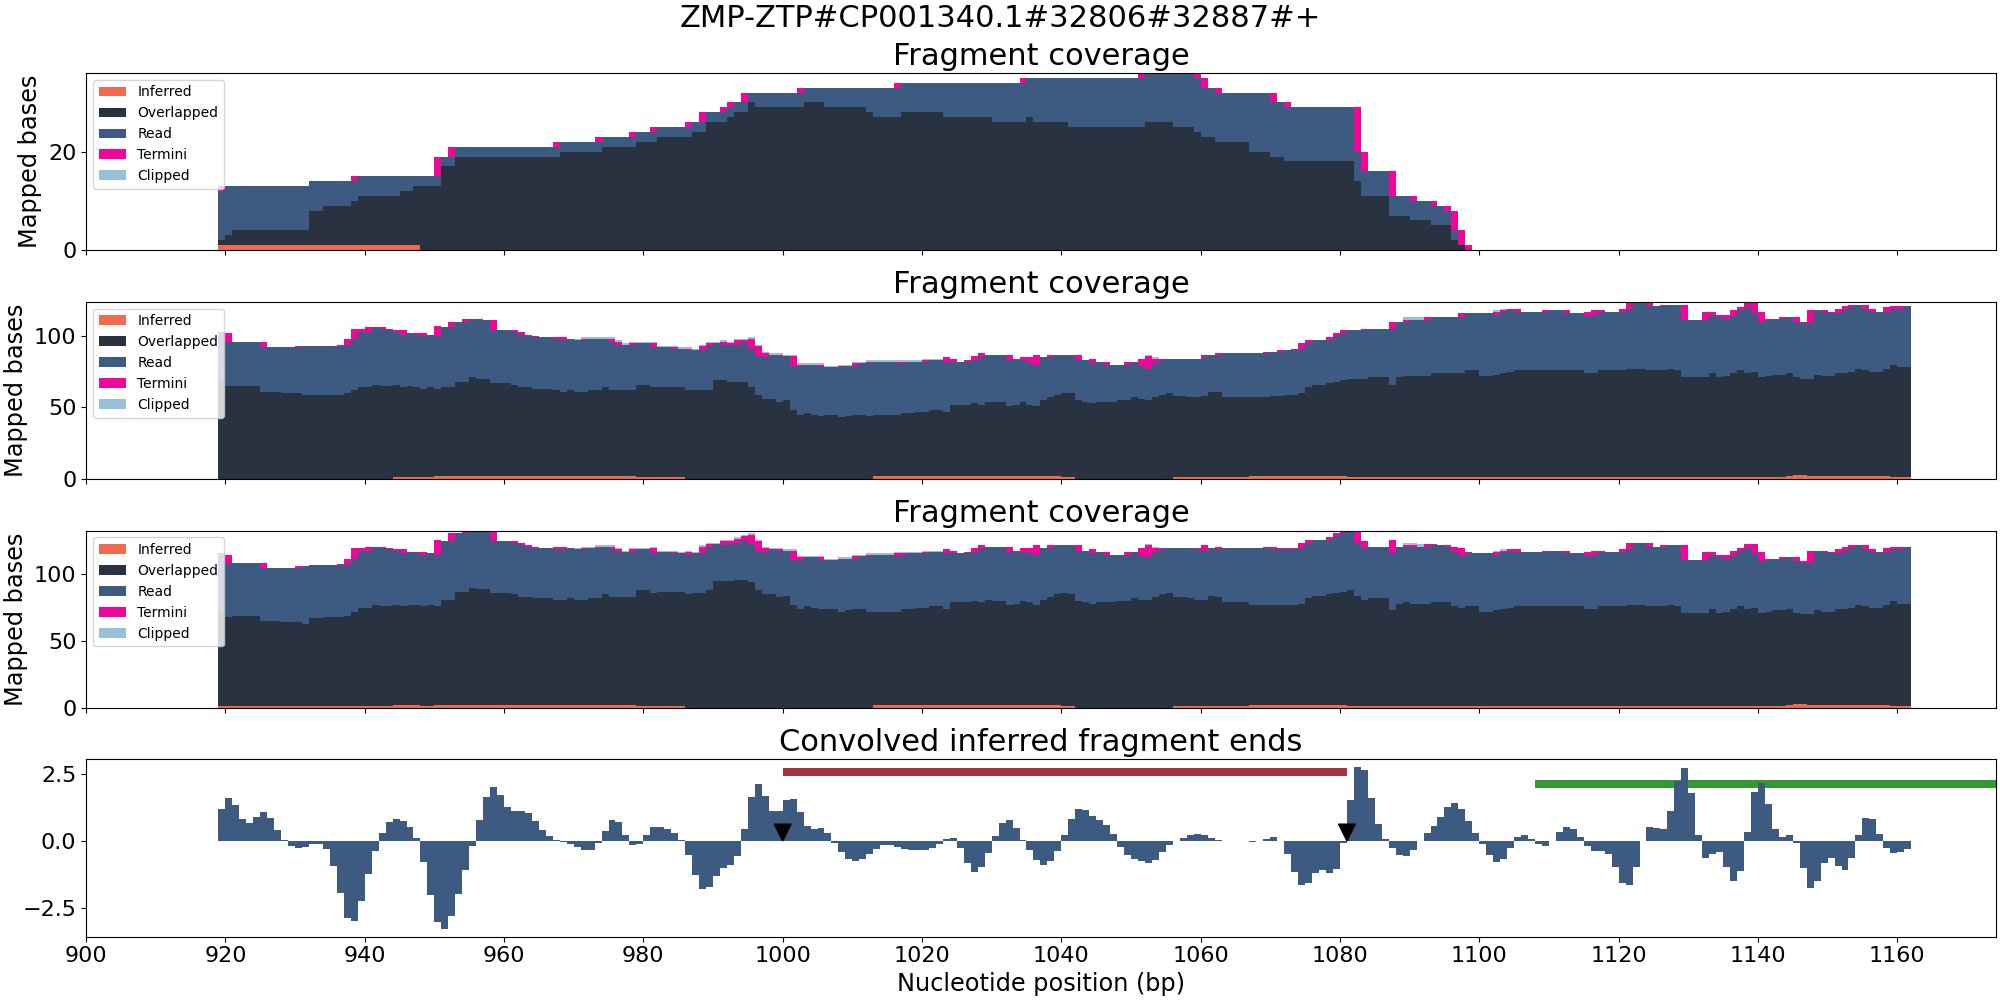 ZMP-ZTP#CP001340.1#32806#32887#+
Fragment coverage
Mapped bases
20
0
Inferred
Overlapped
Read
Termini
Clipped
Fragment coverage
Mapped bases
100
50
0
Inferred
Overlapped
Read
Termini
Clipped
Fragment coverage
Mapped bases
100
50
0
Inferred
Overlapped
Read
Termini
Clipped
Convolved inferred fragment ends
2.5
0.0
−2.5
900 920 940 960 980 1000 1020 1040 1060 1080 1100 1120 1140 1160
Nucleotide position (bp)